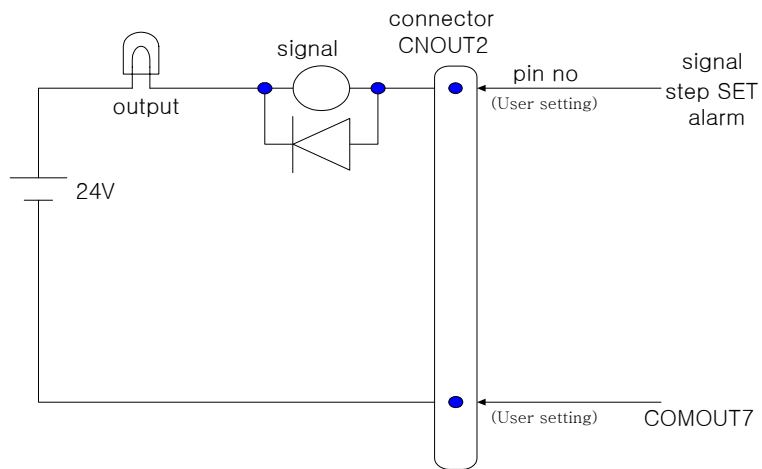 connector
CNOUT2
signal
output
24V
pin no
(User setting)
signal
step SET
alarm
(User setting)
COMOUT7